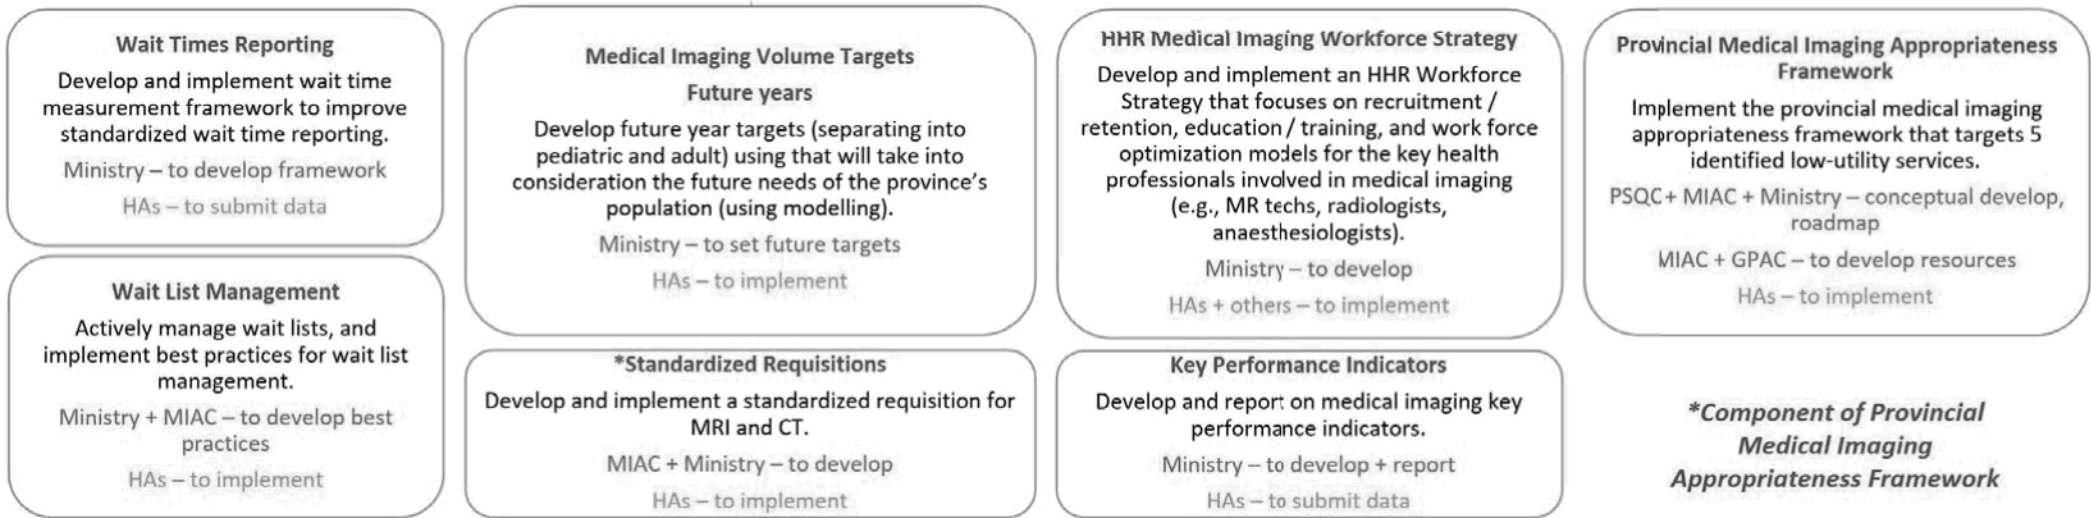 Wait Times Reporting
Develop and implement wait time
measurement framework to improve
standardized wait time reporting.
Ministry – to develop framework
HAs – to submit data
Wait List Management
Actively manage wait lists, and
implement best practices for wait list
management.
Ministry + MIAC – to develop best
practices
HAs – to implement
Medical Imaging Volume Targets
Future years
Develop future year targets (separating into
pediatric and adult) using that will take into
consideration the future needs of the province's
population (using modelling).
Ministry – to set future targets
HAs – to implement
*Standardized Requisitions
Develop and implement a standardized requisition for
MRI and CT.
MIAC + Ministry – to develop
HAs – to implement
HHR Medical Imaging Workforce Strategy
Develop and implement an HHR Workforce
Strategy that focuses on recruitment /
retention, education / training, and work force
optimization models for the key health
professionals involved in medical imaging
(e.g., MR techs, radiologists,
anaesthesiologists).
Ministry – to develop
HAs + others – to implement
Key Performance Indicators
Develop and report on medical imaging key
performance indicators.
Ministry – to develop + report
HAs – to submit data
Provincial Medical Imaging Appropriateness
Framework
Implement the provincial medical imaging
appropriateness framework that targets 5
identified low-utility services.
PSQC + MIAC + Ministry – conceptual develop,
roadmap
MIAC + GPAC – to develop resources
HAs – to implement
*Component of Provincial
Medical Imaging
Appropriateness Framework